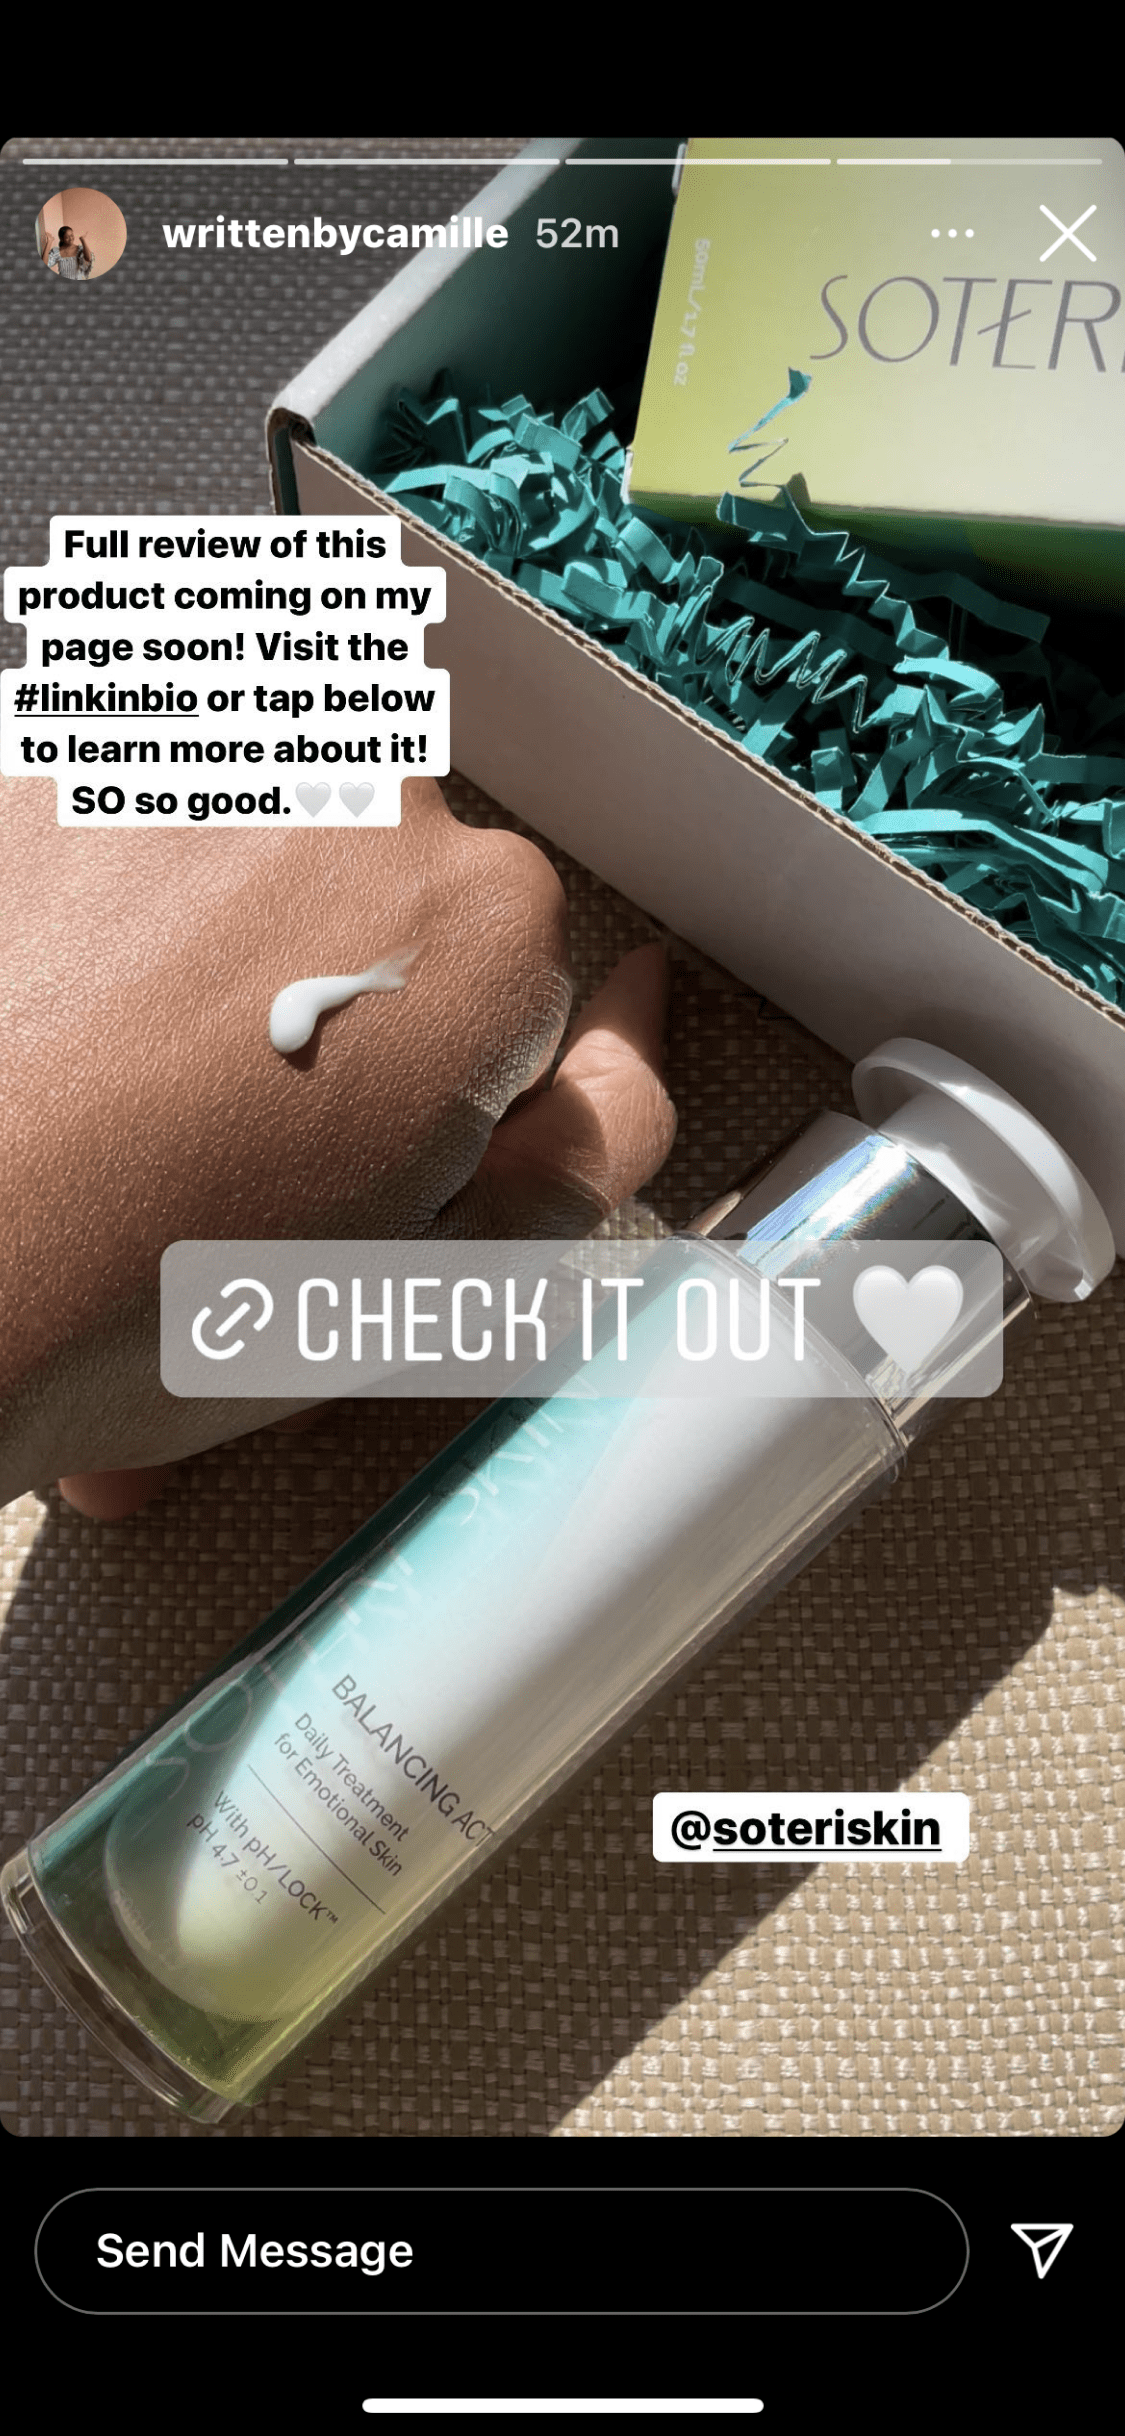 writtenbycamille 52m
50mL/1.7 fl oz
SOTERI
Full review of this
product coming on my
page soon! Visit the
#linkinbio or tap below
to learn more about it!
SO so good.🤍🤍
CHECK IT OUT 🤍
SOTERI SKIN
BALANCING ACT
Daily Treatment
for Emotional Skin
With pH/LOCK™
pH 4.7 ±0.1
@soteriskin
Send Message